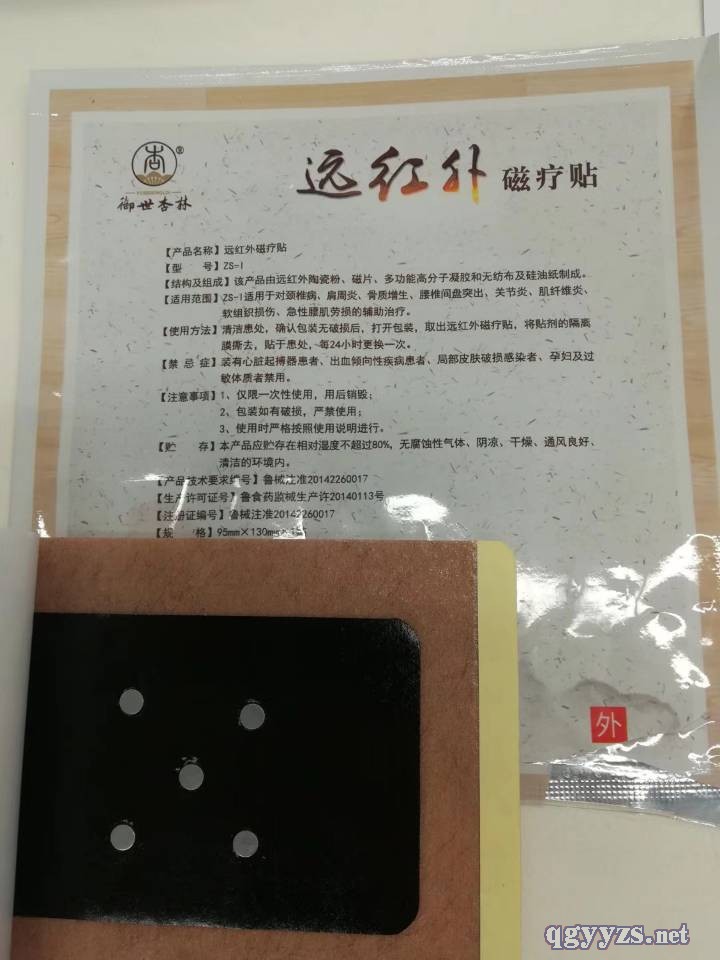 远红外 磁疗贴
御世杏林
【产品名称】远红外磁疗贴
【型 号】ZS-I
【结构及组成】该产品由远红外陶瓷粉、磁片、多功能高分子凝胶和无纺布及硅油纸制成。
【适用范围】ZS-I适用于对颈椎病、肩周炎、骨质增生、腰椎间盘突出、关节炎、肌纤维炎、
软组织损伤、急性腰肌劳损的辅助治疗。
【使用方法】清洁患处，确认包装无破损后，打开包装，取出远红外磁疗贴，将贴剂的隔离
膜撕去，贴于患处，每24小时更换一次。
【禁 忌 症】装有心脏起搏器患者、出血倾向性疾病患者、局部皮肤破损感染者、孕妇及过
敏体质者禁用。
【注意事项】1、仅限一次性使用，用后销毁；
2、包装如有破损，严禁使用；
3、使用时严格按照使用说明进行。
【贮 存】本产品应贮存在相对湿度不超过80%，无腐蚀性气体、阴凉、干燥、通风良好、
清洁的环境内。
【产品技术要求编号】鲁械注准20142260017
【生产许可证号】鲁食药监械生产许20140113号
【注册证编号】鲁械注准20142260017
【规 格】95mm×130mm
外
qgyyzs.net